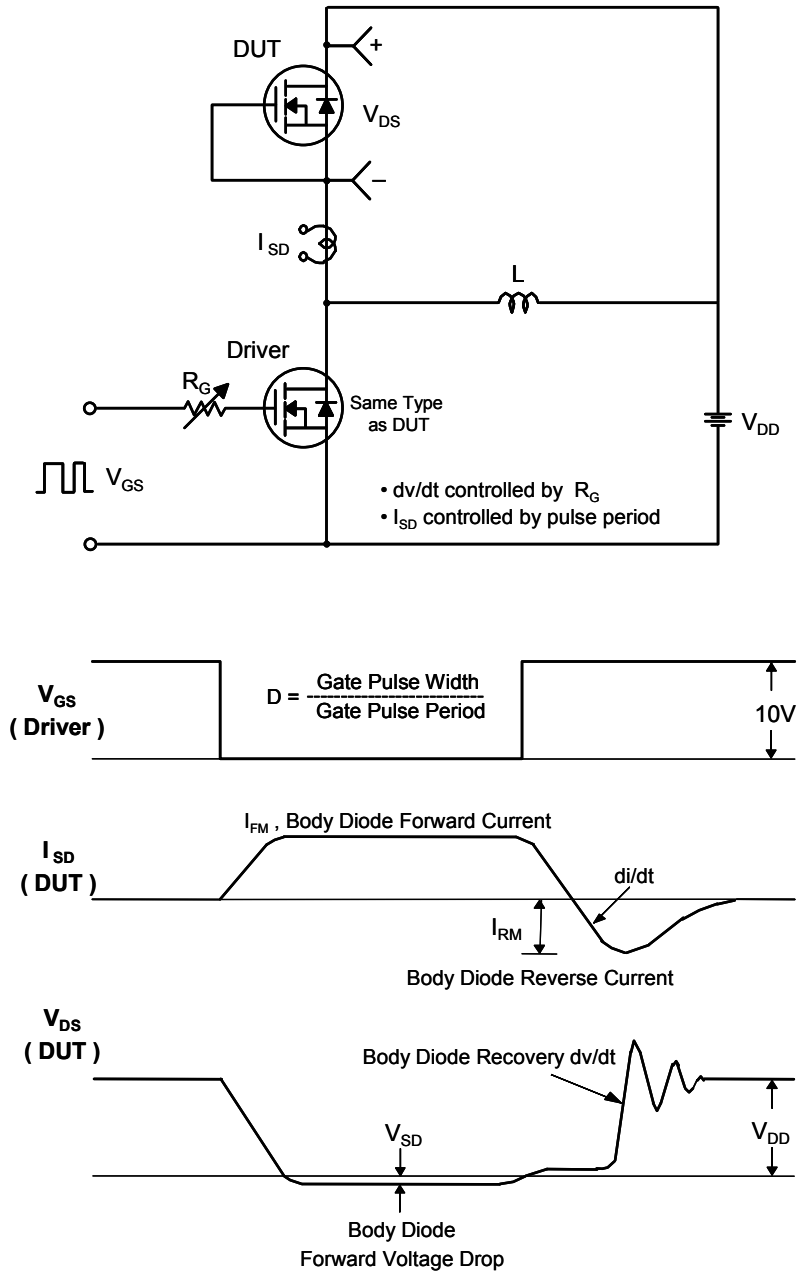 DUT
+
V_DS
−
I_SD
L
Driver
R_G
Same Type
as DUT
V_DD
V_GS
• dv/dt controlled by R_G
• I_SD controlled by pulse period
V_GS
( Driver )
D = Gate Pulse Width
Gate Pulse Period
10V
I_FM , Body Diode Forward Current
I_SD
( DUT )
di/dt
I_RM
Body Diode Reverse Current
V_DS
( DUT )
Body Diode Recovery dv/dt
V_SD
V_DD
Body Diode
Forward Voltage Drop